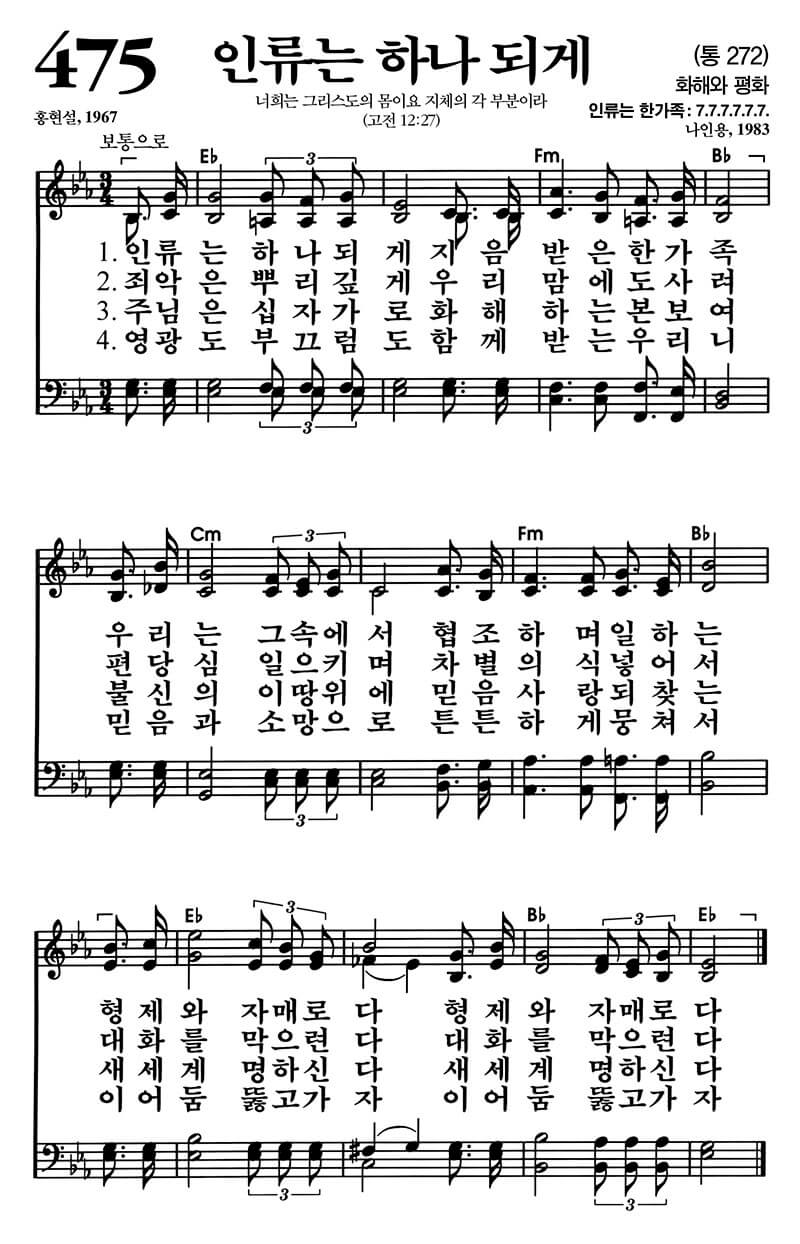 475 인류는 하나 되게 (통 272)
화해와 평화
너희는 그리스도의 몸이요 지체의 각 부분이라
인류는 한가족 : 7.7.7.7.7.7.
홍현설, 1967 (고전 12:27) 나인용, 1983
보통으로
E♭ 3 Fm B♭
1. 인류는 하나되 게지음 받은한가족
2. 죄악은 뿌리깊 게우리 맘에도사려
3. 주님은 십자가 로화해 하는본보여
4. 영광도 부끄럼 도함께 받는우리니
3
Cm 3 Fm B♭
우리는 그속에서 협조하며일하는
편당심 일으키며 차별의식넣어서
불신의 이땅위에 믿음사랑되찾는
믿음과 소망으로 튼튼하게뭉쳐서
3
E♭ 3 B♭ 3 E♭
형제와 자매로다 형제와 자매로다
대화를 막으련다 대화를 막으련다
새세계 명하신다 새세계 명하신다
이어둠 뚫고가자 이어둠 뚫고가자
3 3